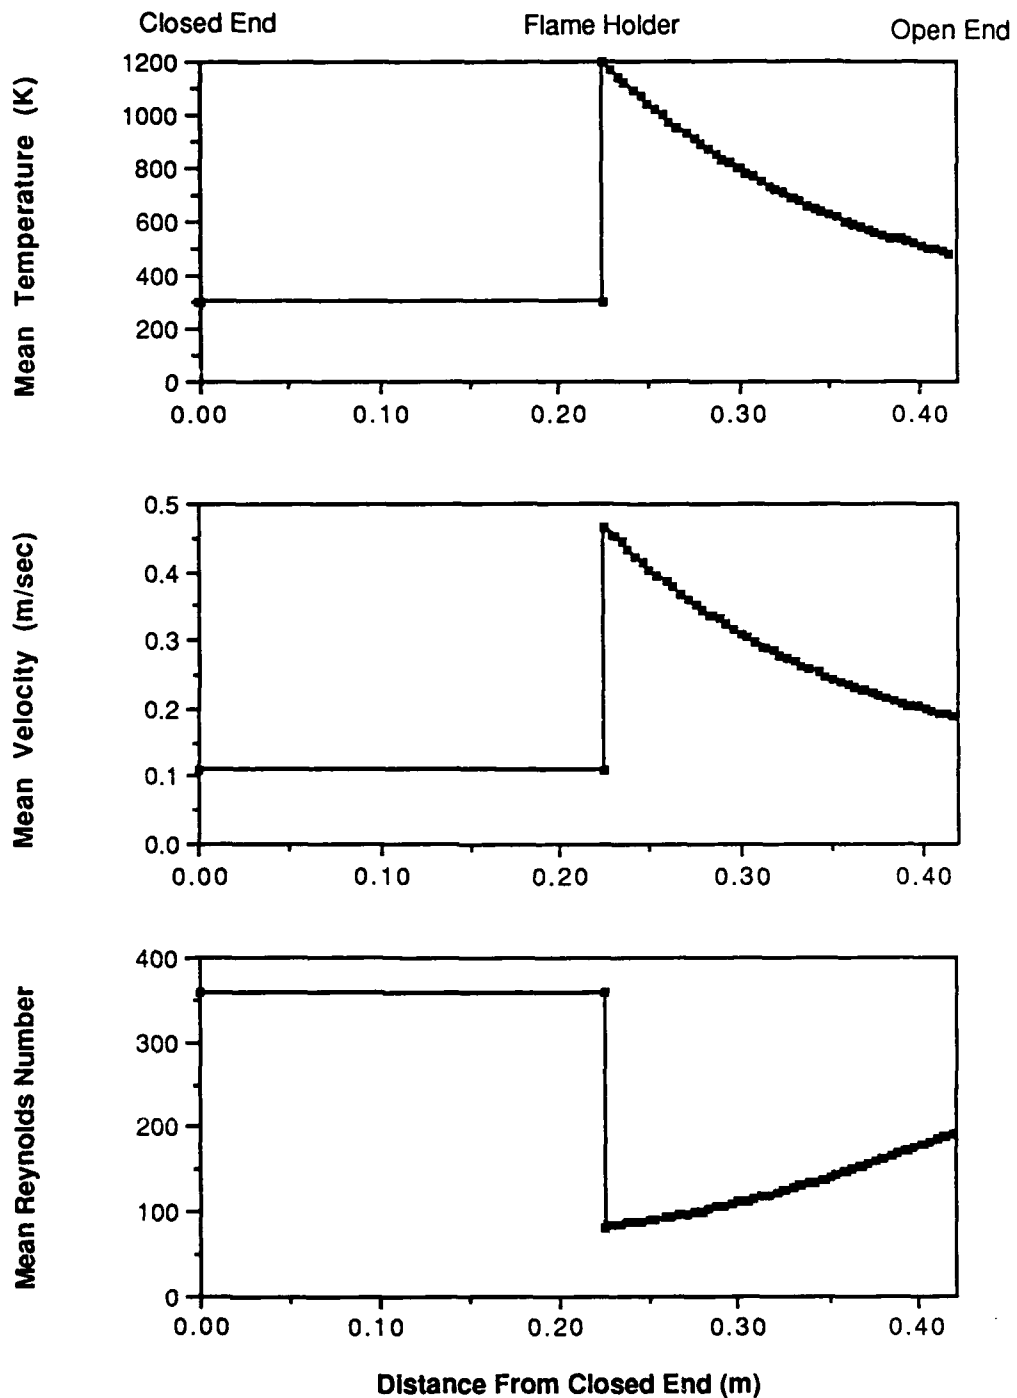 Closed End Flame Holder Open End
Mean Temperature (K)
1200
1000
800
600
400
200
0
0.00 0.10 0.20 0.30 0.40
Mean Velocity (m/sec)
0.5
0.4
0.3
0.2
0.1
0.0
0.00 0.10 0.20 0.30 0.40
Mean Reynolds Number
400
300
200
100
0
0.00 0.10 0.20 0.30 0.40
Distance From Closed End (m)